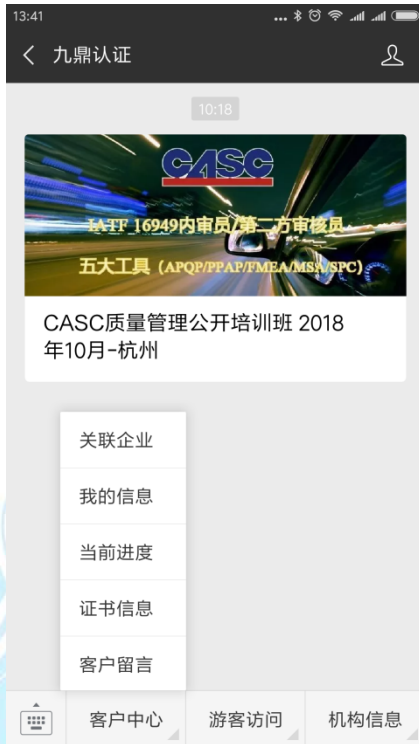 13:41
九鼎认证
10:18
CASC
IATF 16949内审员/第二方审核员
五大工具 (APQP/PPAP/FMEA/MSA/SPC)
CASC质量管理公开培训班 2018
年10月-杭州
关联企业
我的信息
当前进度
证书信息
客户留言
客户中心
游客访问
机构信息